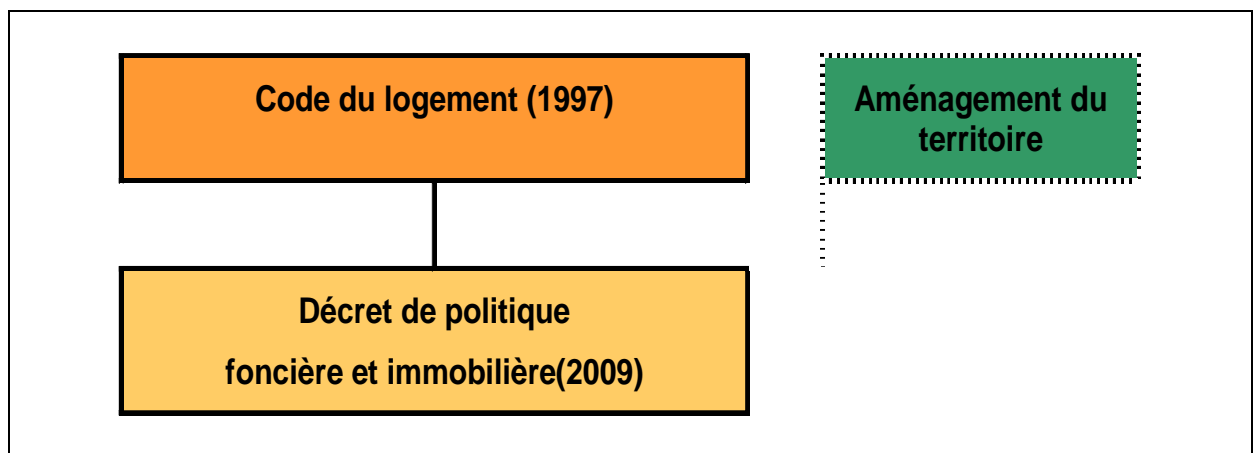 Code du logement (1997)
Aménagement du
territoire
Décret de politique
foncière et immobilière(2009)